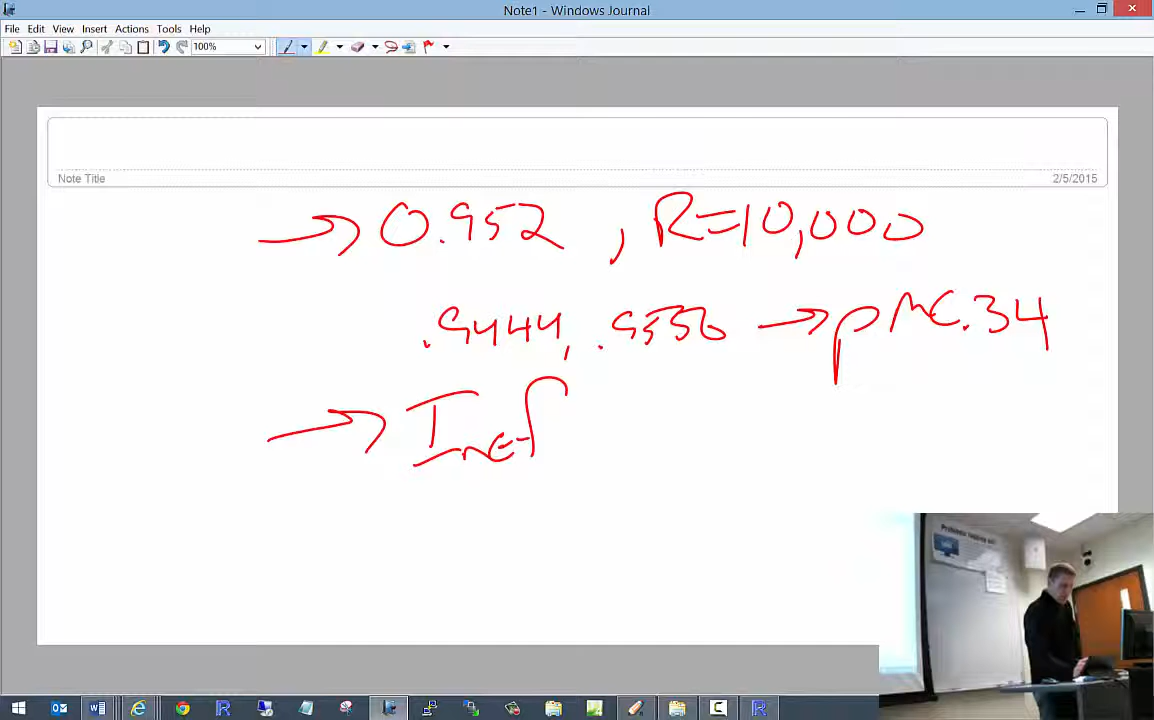 Note1 - Windows Journal
File Edit View Insert Actions Tools Help
100%
Note Title
2/5/2015
→ 0.952 , R=10,000
.9444, .9556 → pMC.34
→ Inef